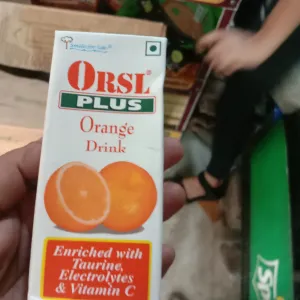 ORSL®
PLUS
Orange
Drink
Enriched with
Taurine,
Electrolytes
& Vitamin C